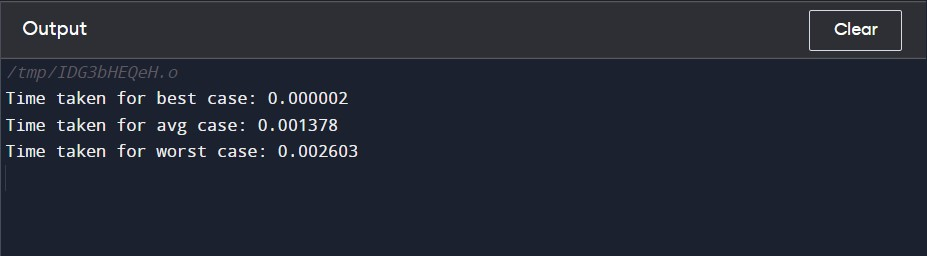 Output
Clear
/tmp/IDG3bHEQeH.o
Time taken for best case: 0.000002
Time taken for avg case: 0.001378
Time taken for worst case: 0.002603